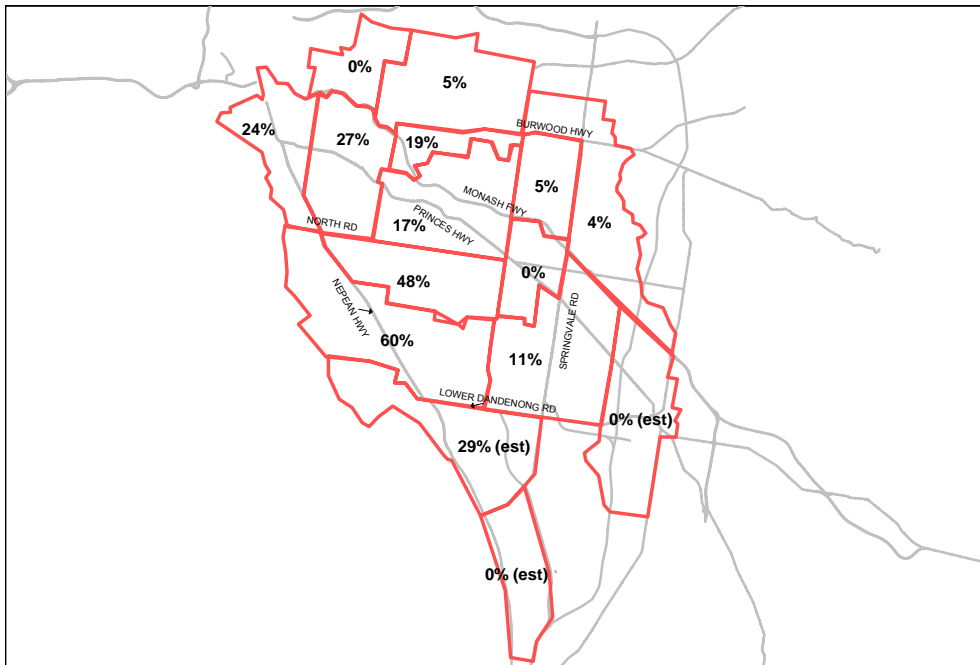 0%
5%
BURWOOD HWY
24%
27%
19%
5%
MONASH FWY
4%
PRINCES HWY
NORTH RD
17%
0%
48%
NEPEAN HWY
SPRINGVALE RD
60%
11%
LOWER DANDENONG RD
0% (est)
29% (est)
0% (est)